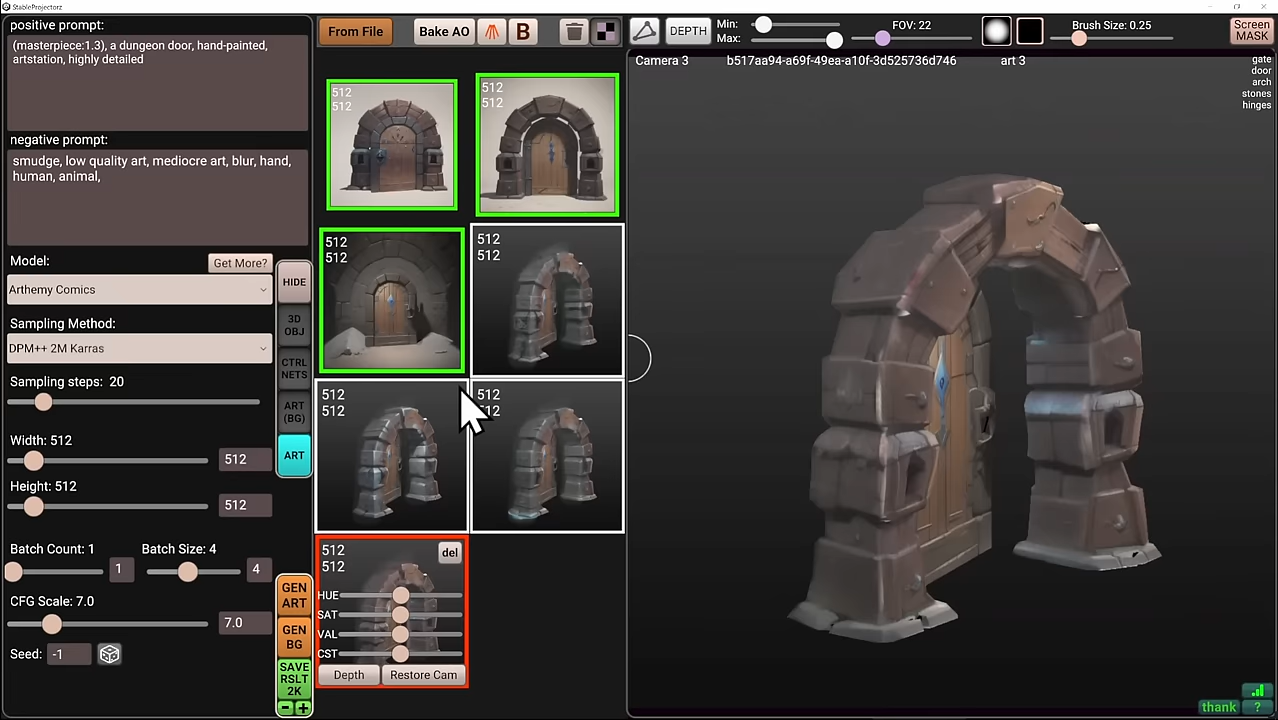 StableProjectorz
positive prompt:
(mastepiece:1.3), a dungeon door, hand-painted,
artstation, highly detailed
negative prompt:
smudge, low quality art, mediocre art, blur, hand,
human, animal,
Model:
Get More?
Arthemy Comics
Sampling Method:
DPM++ 2M Karras
Sampling steps: 20
Width: 512
512
Height: 512
512
Batch Count: 1
Batch Size: 4
1
4
CFG Scale: 7.0
7.0
Seed:
-1
HIDE
3D
OBJ
CTRL
NETS
ART
(BG)
ART
GEN
ART
GEN
BG
SAVE
RSLT
2K
From File
Bake AO
B
512
512
512
512
512
512
512
512
512
512
512
512
512
512
del
HUE
SAT
VAL
CST
Depth
Restore Cam
DEPTH
Min:
Max:
FOV: 22
Brush Size: 0.25
Screen
MASK
Camera 3
b517aa94-a69f-49ea-a10f-3d525736d746
art 3
gate
door
arch
stones
hinges
thank
?